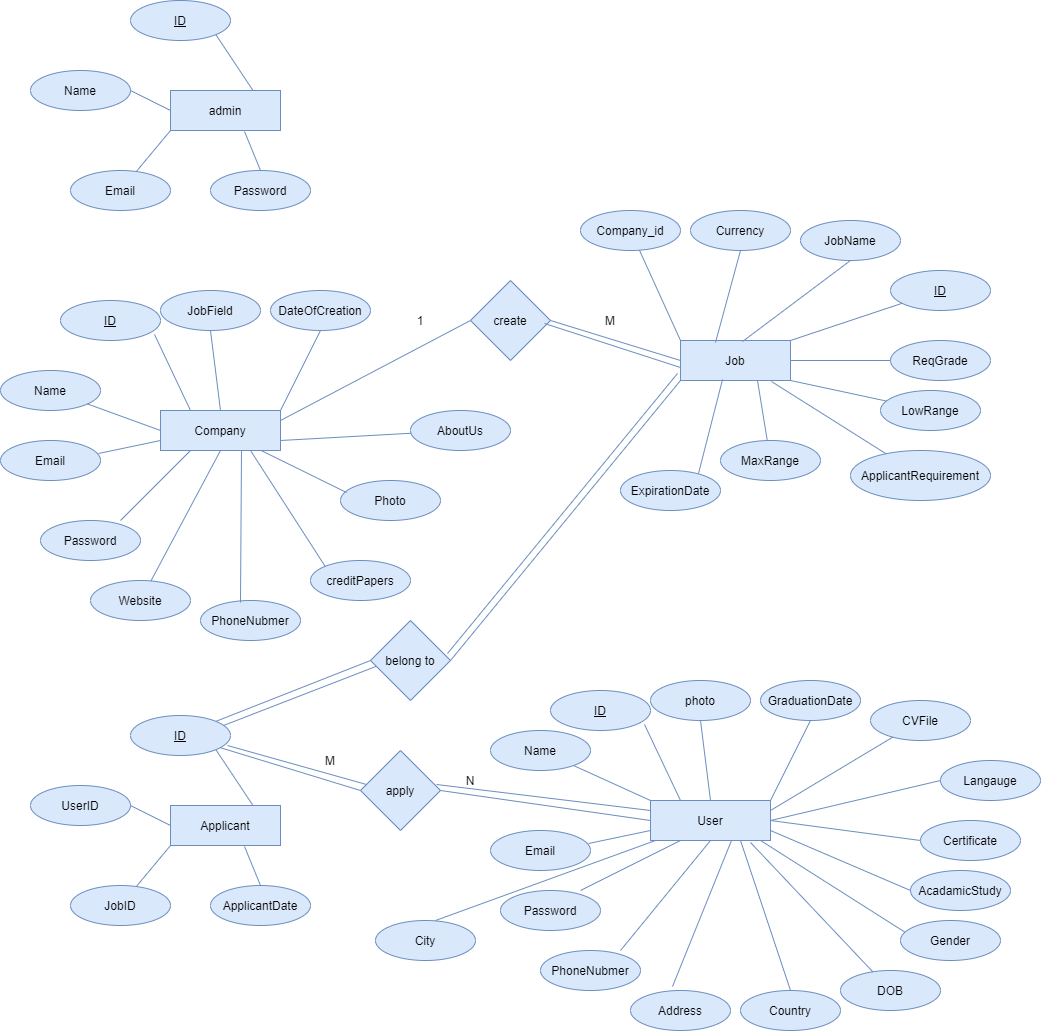 ID
Name
admin
Email
Password
Company_id
Currency
JobName
ID
ID
JobField
DateOfCreation
1
create
M
Job
ReqGrade
Name
LowRange
Company
AboutUs
Email
MaxRange
ApplicantRequirement
ExpirationDate
Photo
Password
creditPapers
Website
PhoneNubmer
belong to
ID
photo
GraduationDate
CVFile
ID
Name
M
N
apply
Langauge
UserID
Applicant
User
Certificate
Email
AcadamicStudy
JobID
ApplicantDate
Password
City
Gender
PhoneNubmer
DOB
Address
Country